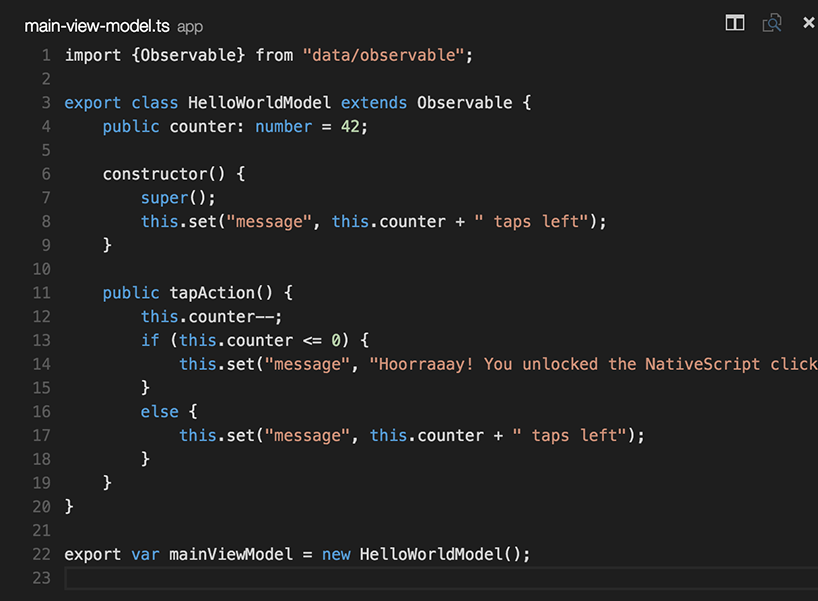 main-view-model.ts app
1 import {Observable} from "data/observable";
2
3 export class HelloWorldModel extends Observable {
4     public counter: number = 42;
5
6     constructor() {
7         super();
8         this.set("message", this.counter + " taps left");
9     }
10
11     public tapAction() {
12         this.counter--;
13         if (this.counter <= 0) {
14             this.set("message", "Hoorraaay! You unlocked the NativeScript click
15         }
16         else {
17             this.set("message", this.counter + " taps left");
18         }
19     }
20 }
21
22 export var mainViewModel = new HelloWorldModel();
23